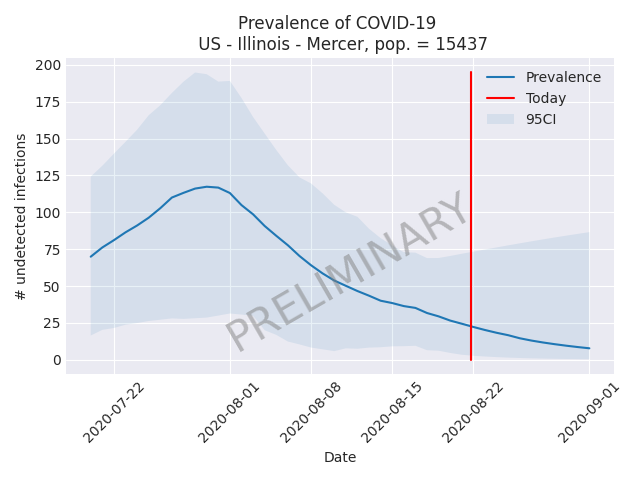 Prevalence of COVID-19
US - Illinois - Mercer, pop. = 15437
200
175
150
125
100
75
50
25
0
# undetected infections
Prevalence
Today
95CI
PRELIMINARY
2020-07-22
2020-08-01
2020-08-08
2020-08-15
2020-08-22
2020-09-01
Date